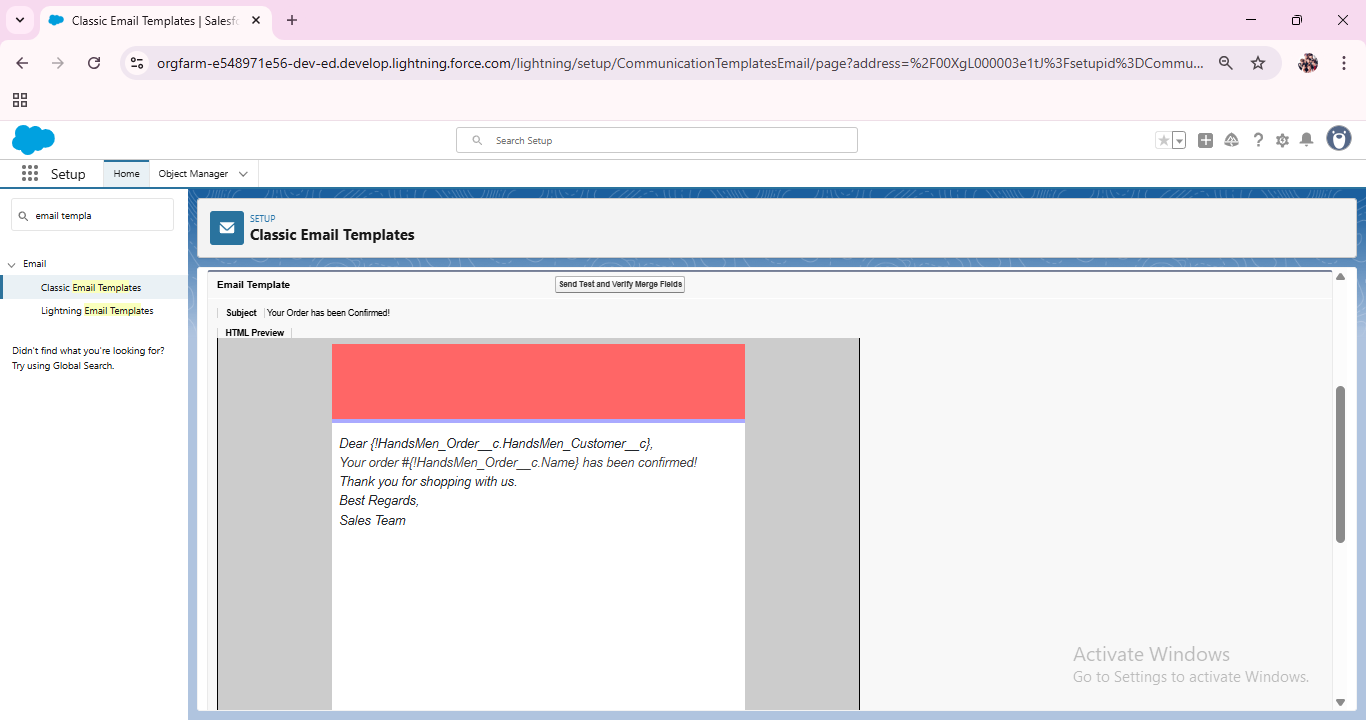 Classic Email Templates | Salesfo
orgfarm-e548971e56-dev-ed.develop.lightning.force.com/lightning/setup/CommunicationTemplatesEmail/page?address=%2F00XgL000003e1tJ%3Fsetupid%3DCommu...
Search Setup
Setup
Home
Object Manager
email templa
Email
Classic Email Templates
Lightning Email Templates
Didn't find what you're looking for?
Try using Global Search.
SETUP
Classic Email Templates
Email Template
Send Test and Verify Merge Fields
Subject Your Order has been Confirmed!
HTML Preview
Dear {!HandsMen_Order__c.HandsMen_Customer__c},
Your order #{!HandsMen_Order__c.Name} has been confirmed!
Thank you for shopping with us.
Best Regards,
Sales Team
Activate Windows
Go to Settings to activate Windows.